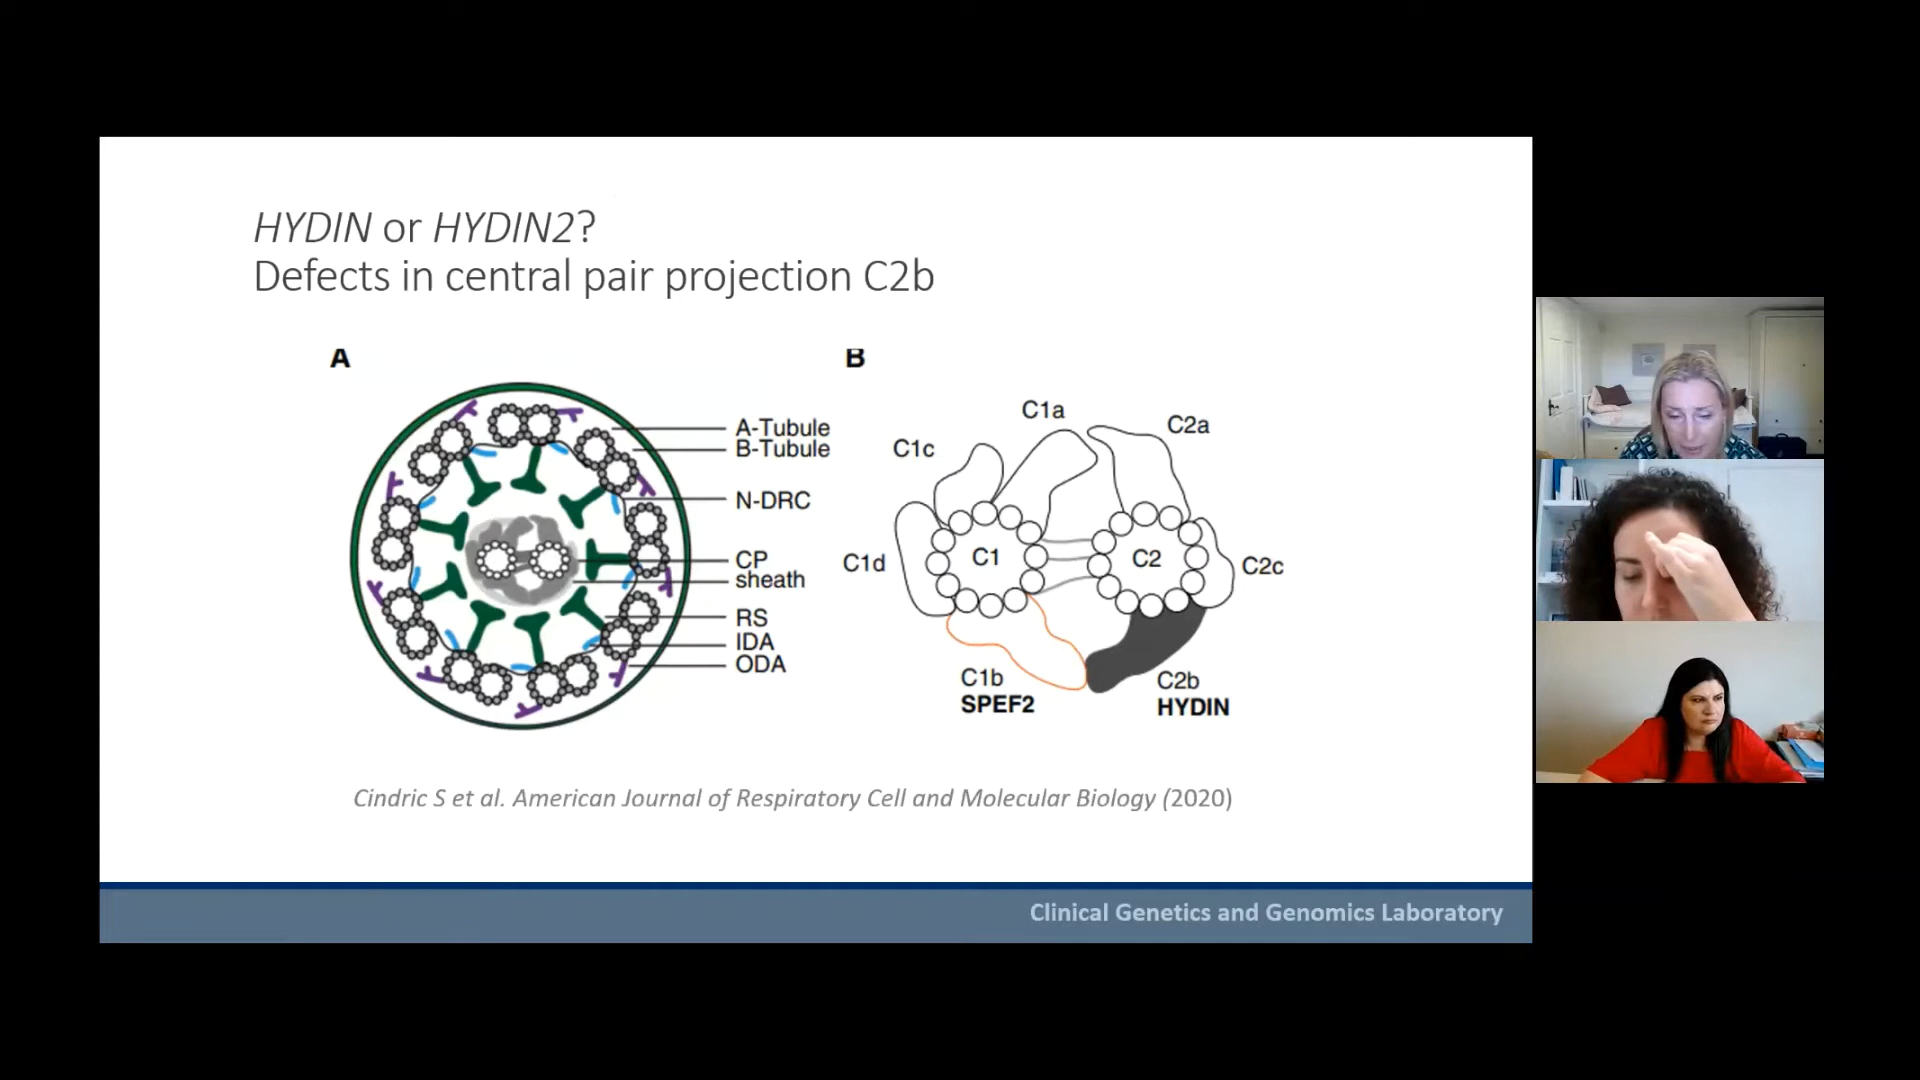 HYDIN or HYDIN2?
Defects in central pair projection C2b
A
A-Tubule
B-Tubule
N-DRC
CP
sheath
RS
IDA
ODA
B
C1a
C2a
C1c
C1d
C1
C2
C2c
C1b
SPEF2
C2b
HYDIN
Cindric S et al. American Journal of Respiratory Cell and Molecular Biology (2020)
Clinical Genetics and Genomics Laboratory